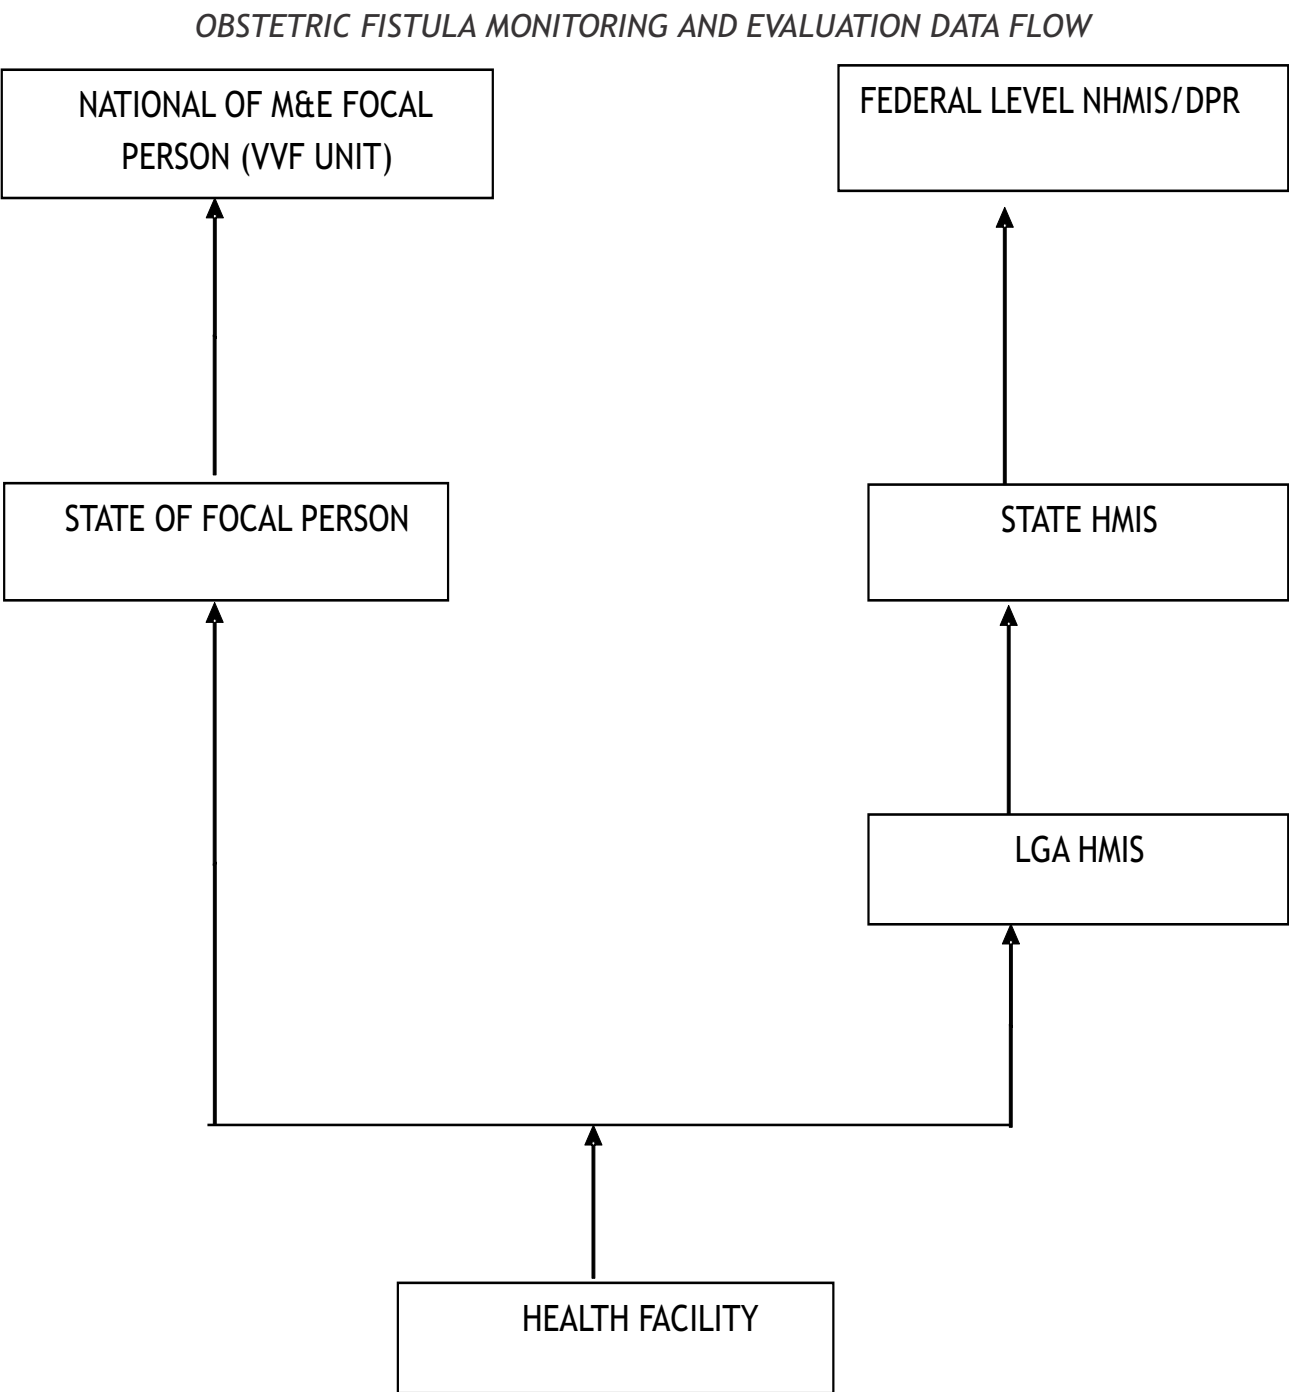 OBSTETRIC FISTULA MONITORING AND EVALUATION DATA FLOW
NATIONAL OF M&E FOCAL
PERSON (VVF UNIT)
FEDERAL LEVEL NHMIS/DPR
STATE OF FOCAL PERSON
STATE HMIS
LGA HMIS
HEALTH FACILITY